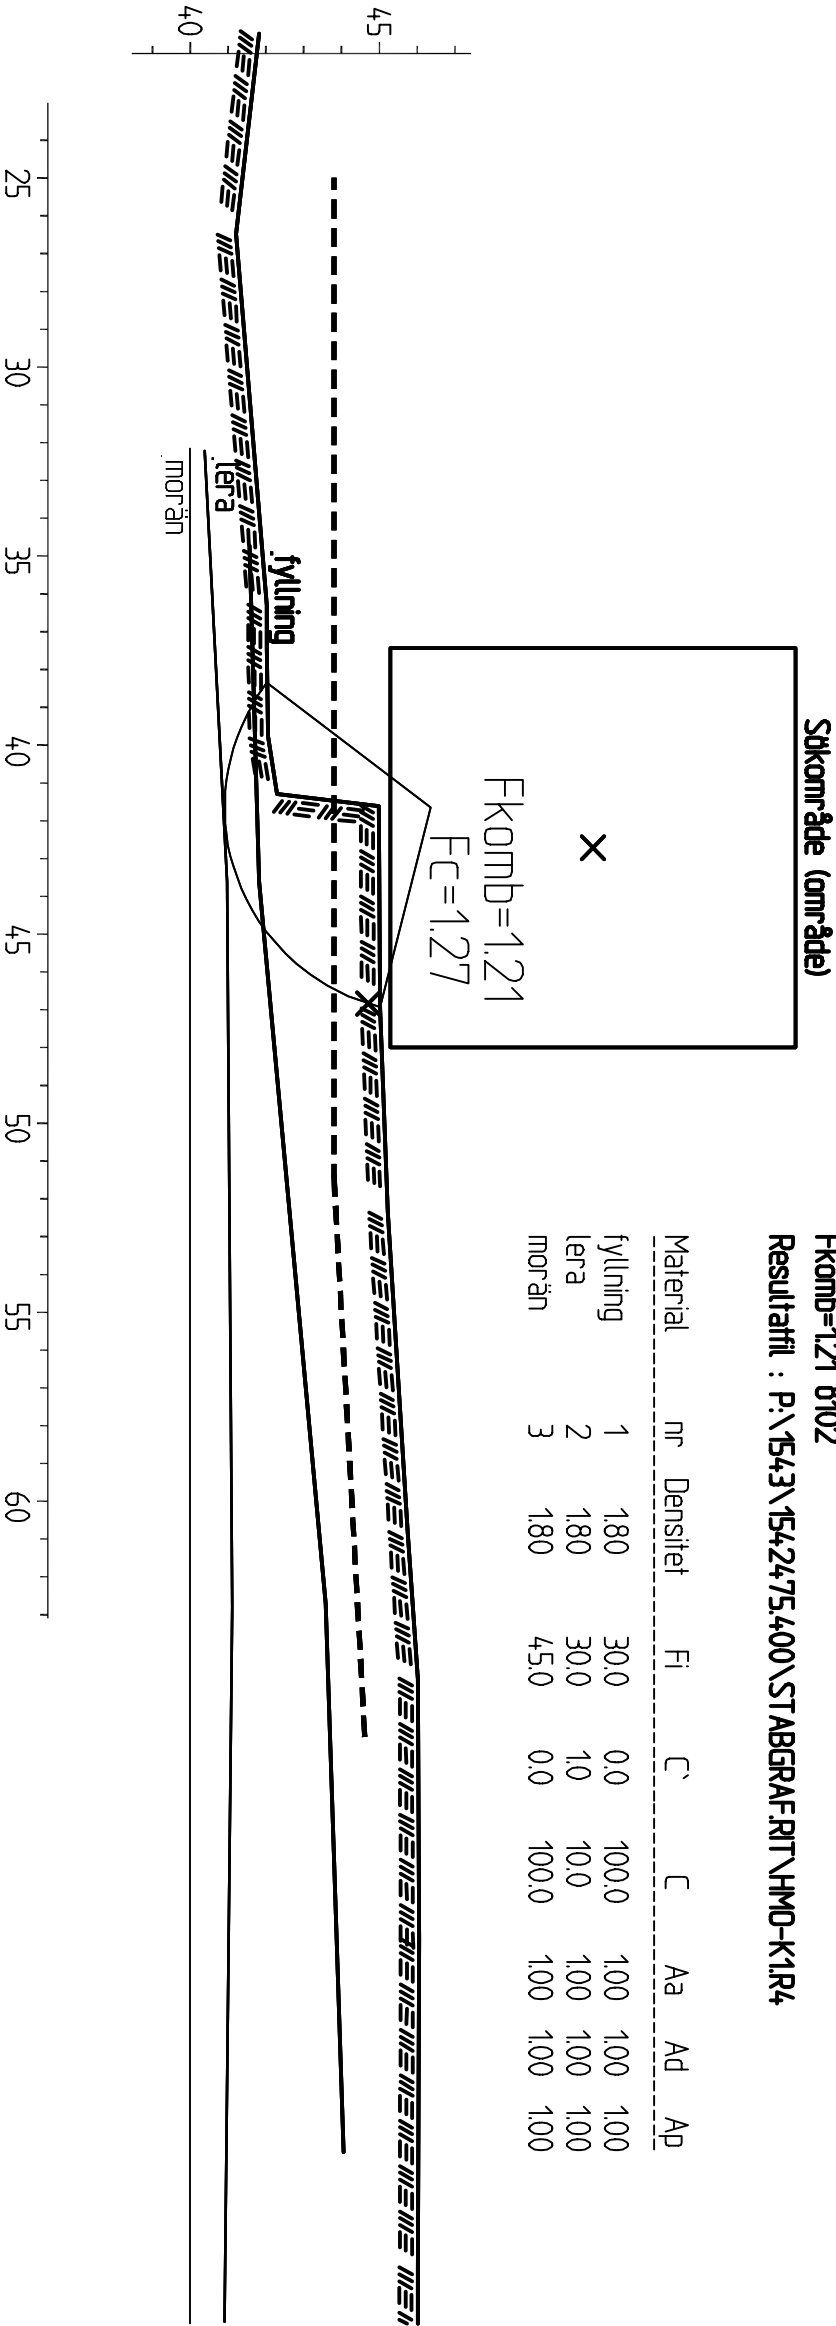 Fkomb=1.21 b102
Resultatfil : P:\1543\1542475.400\STABGRAF.RIT\HMO-K1.R4
Sökområde (område)
Material nr Densitet Fi C` C Aa Ad Ap
fyllning 1 1.80 30.0 0.0 100.0 1.00 1.00 1.00
lera 2 1.80 30.0 1.0 10.0 1.00 1.00 1.00
morän 3 1.80 45.0 0.0 100.0 1.00 1.00 1.00
Fkomb=1.21
Fc=1.27
45
40
fyllning
lera
morän
25 30 35 40 45 50 55 60